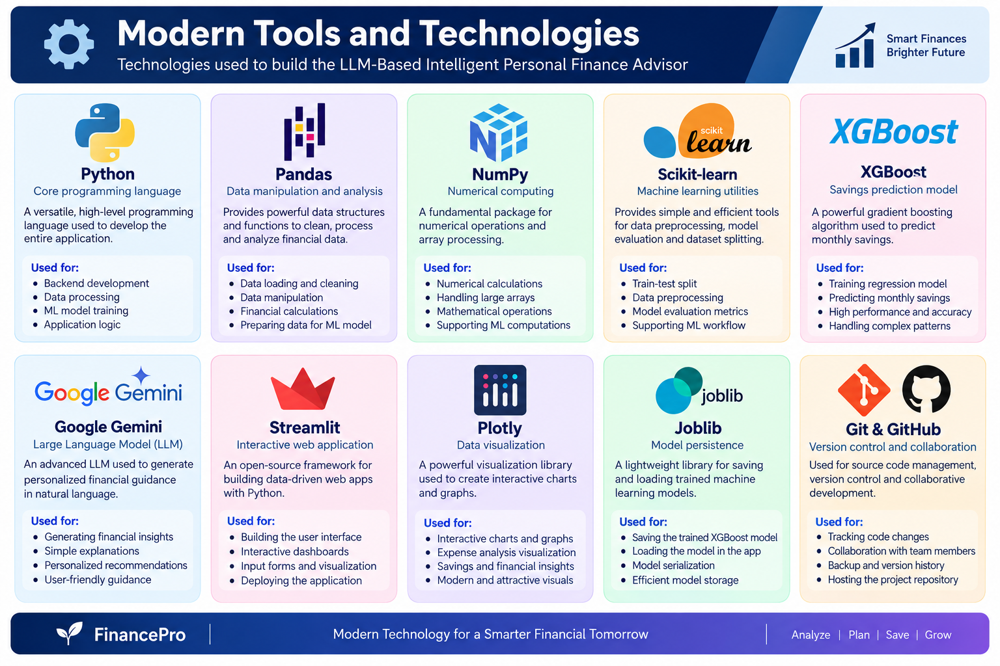 Modern Tools and Technologies
Technologies used to build the LLM-Based Intelligent Personal Finance Advisor
Smart Finances
Brighter Future
Python
Core programming language
A versatile, high-level programming
language used to develop the
entire application.
Used for:
• Backend development
• Data processing
• ML model training
• Application logic
Pandas
Data manipulation and analysis
Provides powerful data structures
and functions to clean, process
and analyze financial data.
Used for:
• Data loading and cleaning
• Data manipulation
• Financial calculations
• Preparing data for ML model
N
NumPy
Numerical computing
A fundamental package for
numerical operations and
array processing.
Used for:
• Numerical calculations
• Handling large arrays
• Mathematical operations
• Supporting ML computations
scikit
learn
Scikit-learn
Machine learning utilities
Provides simple and efficient tools
for data preprocessing, model
evaluation and dataset splitting.
Used for:
• Train-test split
• Data preprocessing
• Model evaluation metrics
• Supporting ML workflow
XGBoost
XGBoost
Savings prediction model
A powerful gradient boosting
algorithm used to predict
monthly savings.
Used for:
• Training regression model
• Predicting monthly savings
• High performance and accuracy
• Handling complex patterns
Google Gemini
Google Gemini
Large Language Model (LLM)
An advanced LLM used to generate
personalized financial guidance
in natural language.
Used for:
• Generating financial insights
• Simple explanations
• Personalized recommendations
• User-friendly guidance
Streamlit
Interactive web application
An open-source framework for
building data-driven web apps
with Python.
Used for:
• Building the user interface
• Interactive dashboards
• Input forms and visualization
• Deploying the application
Plotly
Data visualization
A powerful visualization library
used to create interactive charts
and graphs.
Used for:
• Interactive charts and graphs
• Expense analysis visualization
• Savings and financial insights
• Modern and attractive visuals
joblib
Joblib
Model persistence
A lightweight library for saving
and loading trained machine
learning models.
Used for:
• Saving the trained XGBoost model
• Loading the model in the app
• Model serialization
• Efficient model storage
Git & GitHub
Version control and collaboration
Used for source code management,
version control and collaborative
development.
Used for:
• Tracking code changes
• Collaboration with team members
• Backup and version history
• Hosting the project repository
FinancePro
Modern Technology for a Smarter Financial Tomorrow
Analyze | Plan | Save | Grow